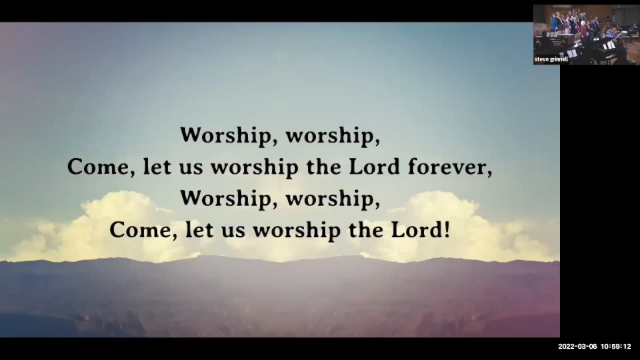 Worship, worship,
Come, let us worship the Lord forever,
Worship, worship,
Come, let us worship the Lord!
steve grinnell
2022-03-06 10:59:12